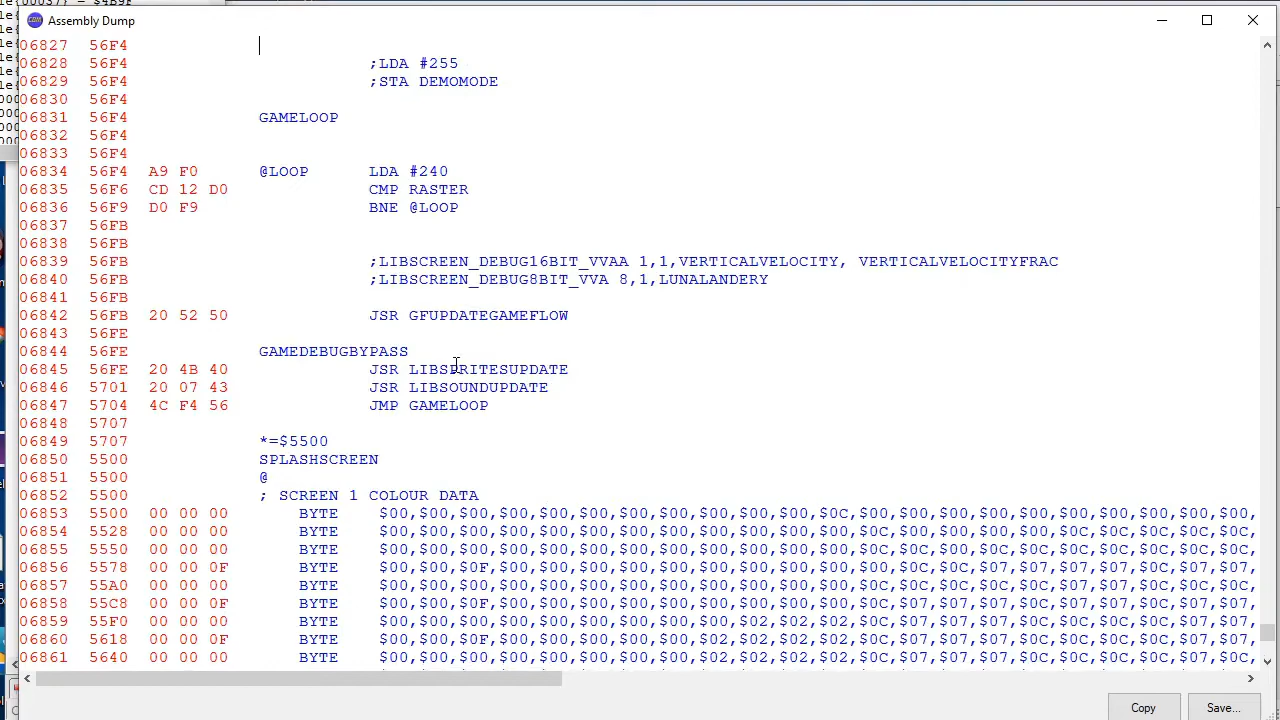 le{00037} = $4B9F
Assembly Dump
06827 56F4
06828 56F4 ;LDA #255
06829 56F4 ;STA DEMOMODE
06830 56F4
06831 56F4 GAMELOOP
06832 56F4
06833 56F4
06834 56F4 A9 F0 @LOOP LDA #240
06835 56F6 CD 12 D0 CMP RASTER
06836 56F9 D0 F9 BNE @LOOP
06837 56FB
06838 56FB
06839 56FB ;LIBSCREEN_DEBUG16BIT_VVAA 1,1,VERTICALVELOCITY, VERTICALVELOCITYFRAC
06840 56FB ;LIBSCREEN_DEBUG8BIT_VVA 8,1,LUNALANDERY
06841 56FB
06842 56FB 20 52 50 JSR GFUPDATEGAMEFLOW
06843 56FE
06844 56FE GAMEDEBUGBYPASS
06845 56FE 20 4B 40 JSR LIBSPRITESUPDATE
06846 5701 20 07 43 JSR LIBSOUNDUPDATE
06847 5704 4C F4 56 JMP GAMELOOP
06848 5707
06849 5707 *=$5500
06850 5500 SPLASHSCREEN
06851 5500 @
06852 5500 ; SCREEN 1 COLOUR DATA
06853 5500 00 00 00 BYTE $00,$00,$00,$00,$00,$00,$00,$00,$00,$00,$00,$0C,$00,$00,$00,$00,$00,$00,$00,$00,$00,$00,
06854 5528 00 00 00 BYTE $00,$00,$00,$00,$00,$00,$00,$00,$00,$00,$00,$00,$0C,$00,$00,$00,$00,$0C,$0C,$0C,$0C,$0C,
06855 5550 00 00 00 BYTE $00,$00,$00,$00,$00,$00,$00,$00,$00,$00,$00,$00,$0C,$0C,$0C,$0C,$0C,$0C,$07,$0C,$0C,$0C,
06856 5578 00 00 0F BYTE $00,$00,$0F,$00,$00,$00,$00,$00,$00,$00,$00,$00,$00,$0C,$0C,$07,$07,$07,$07,$0C,$07,$07,
06857 55A0 00 00 00 BYTE $00,$00,$00,$00,$00,$00,$00,$00,$00,$00,$00,$00,$0C,$0C,$0C,$0C,$0C,$07,$07,$0C,$0C,$0C,
06858 55C8 00 00 0F BYTE $00,$00,$0F,$00,$00,$00,$00,$00,$00,$00,$00,$00,$0C,$07,$07,$07,$0C,$07,$07,$0C,$07,$07,
06859 55F0 00 00 00 BYTE $00,$00,$00,$00,$00,$00,$00,$00,$00,$02,$02,$02,$0C,$07,$07,$07,$0C,$0C,$07,$0C,$0C,$0C,
06860 5618 00 00 0F BYTE $00,$00,$0F,$00,$00,$00,$00,$00,$02,$02,$02,$02,$0C,$07,$07,$0C,$0C,$0C,$07,$0C,$07,$07,
06861 5640 00 00 00 BYTE $00,$00,$00,$00,$00,$00,$00,$00,$02,$02,$02,$02,$0C,$07,$07,$0C,$0C,$0C,$07,$07,$0C,$0C,
Copy Save...